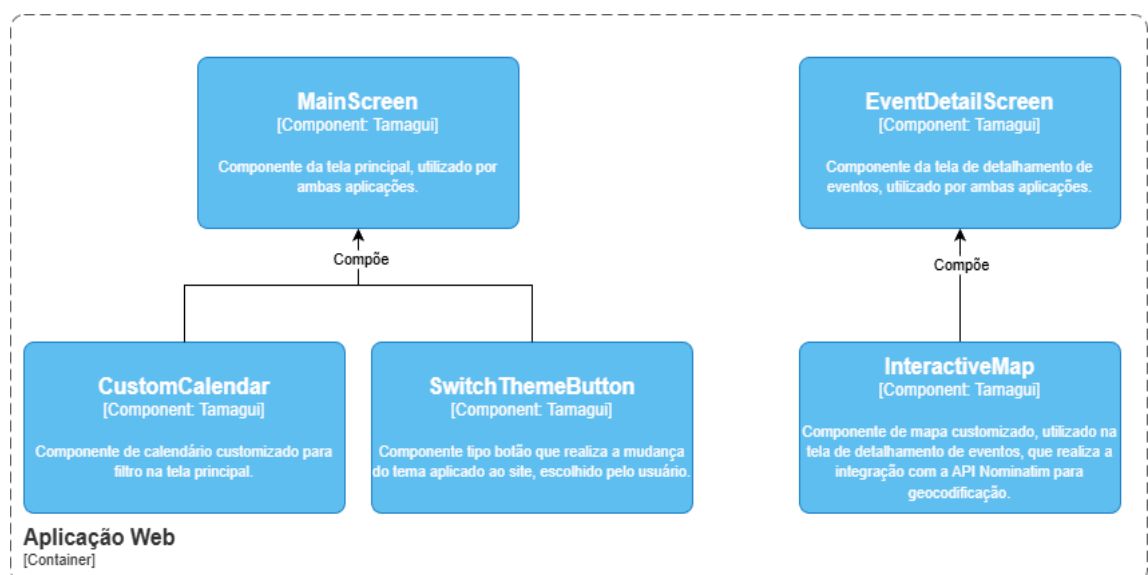 MainScreen
[Component: Tamagui]
Componente da tela principal, utilizado por
ambas aplicações.
EventDetailScreen
[Component: Tamagui]
Componente da tela de detalhamento de
eventos, utilizado por ambas aplicações.
Compõe
Compõe
CustomCalendar
[Component: Tamagui]
Componente de calendário customizado para
filtro na tela principal.
SwitchThemeButton
[Component: Tamagui]
Componente tipo botão que realiza a mudança
do tema aplicado ao site, escolhido pelo usuário.
InteractiveMap
[Component: Tamagui]
Componente de mapa customizado, utilizado na
tela de detalhamento de eventos, que realiza a
integração com a API Nominatim para
geocodificação.
Aplicação Web
[Container]